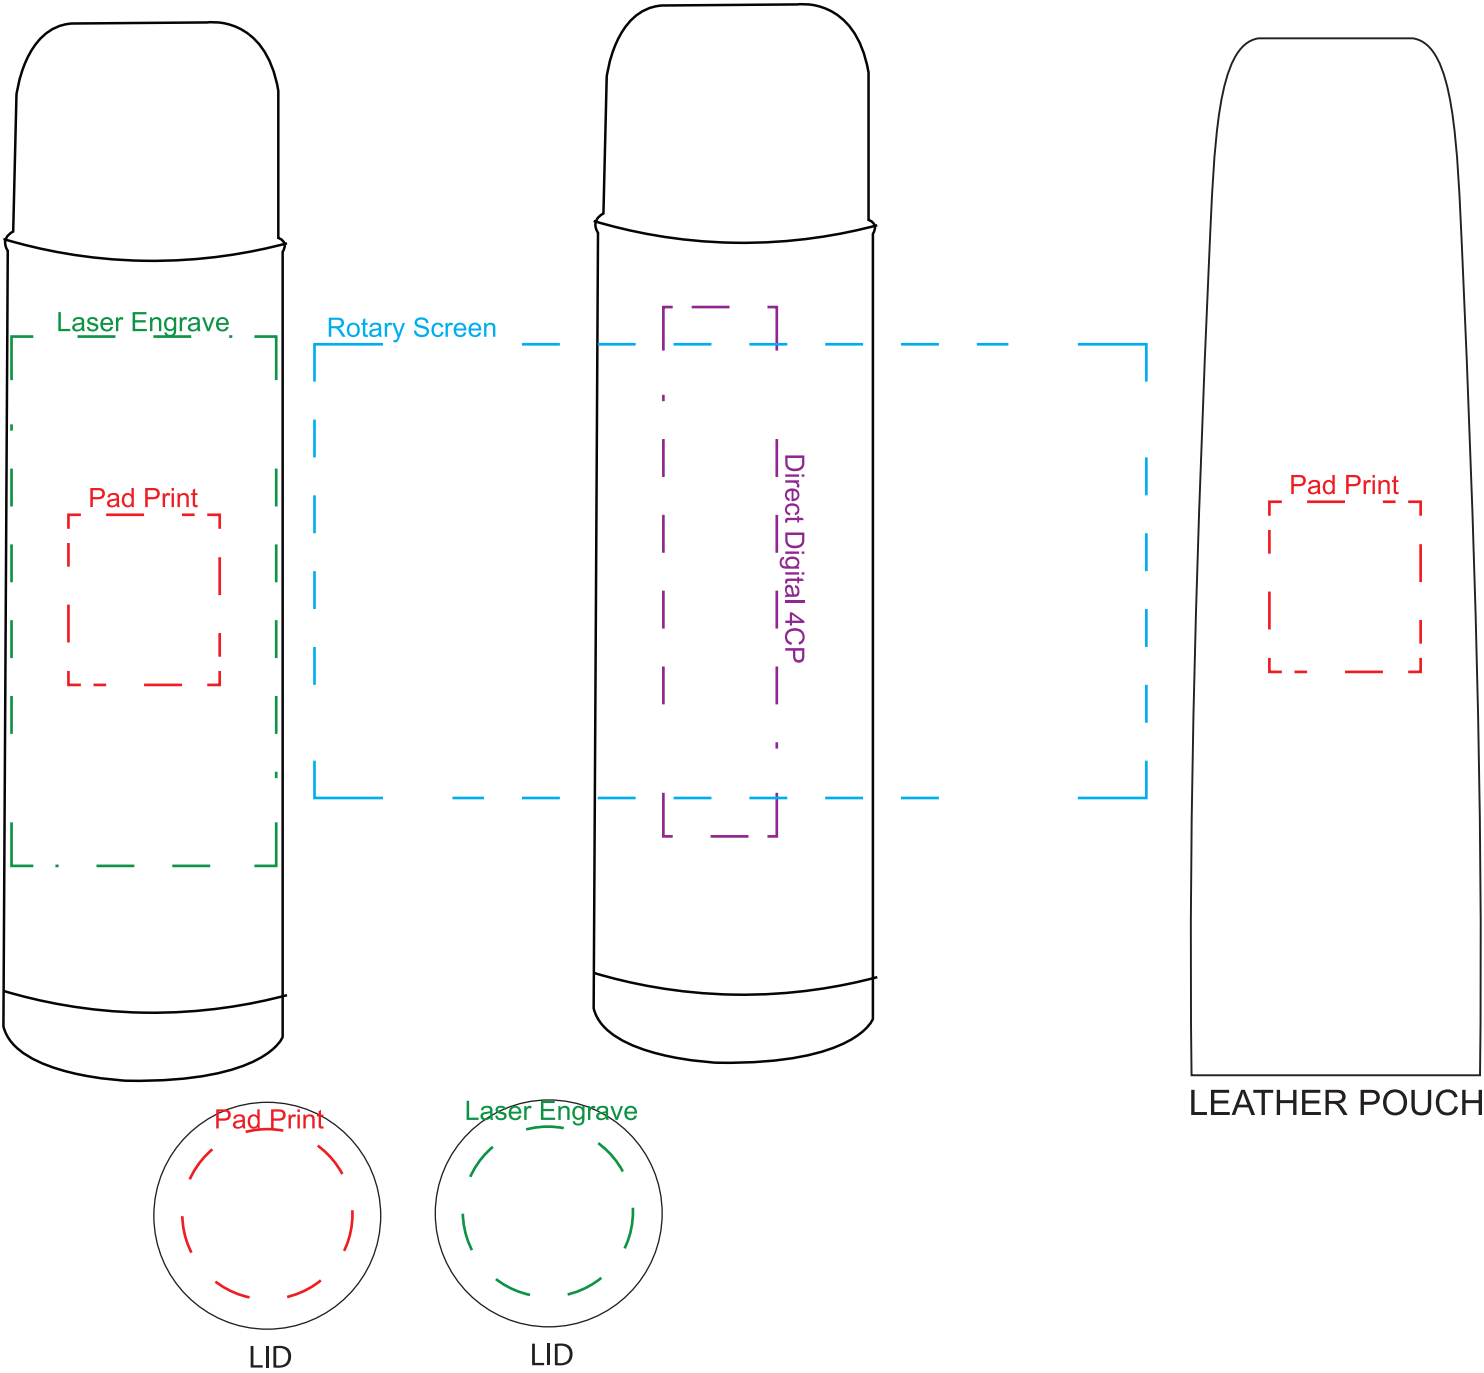 Laser Engrave
Rotary Screen
Pad Print
Direct Digital 4CP
Pad Print
LEATHER POUCH
Pad Print
Laser Engrave
LID
LID